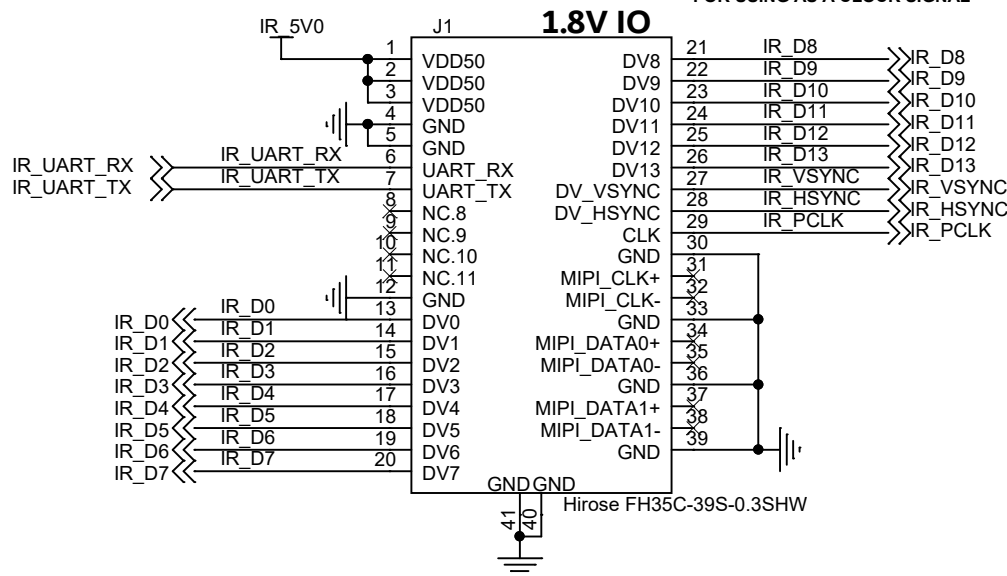 FOR USING AS A CLOCK SIGNAL
1.8V IO
IR_5V0
J1
1 VDD50
2 VDD50
3 VDD50
4 GND
5 GND
IR_UART_RX IR_UART_RX 6 UART_RX
IR_UART_TX IR_UART_TX 7 UART_TX
8 NC.8
9 NC.9
10 NC.10
11 NC.11
12 GND
IR_D0 IR_D0 13 DV0
IR_D1 IR_D1 14 DV1
IR_D2 IR_D2 15 DV2
IR_D3 IR_D3 16 DV3
IR_D4 IR_D4 17 DV4
IR_D5 IR_D5 18 DV5
IR_D6 IR_D6 19 DV6
IR_D7 IR_D7 20 DV7
DV8 21 IR_D8 IR_D8
DV9 22 IR_D9 IR_D9
DV10 23 IR_D10 IR_D10
DV11 24 IR_D11 IR_D11
DV12 25 IR_D12 IR_D12
DV13 26 IR_D13 IR_D13
DV_VSYNC 27 IR_VSYNC IR_VSYNC
DV_HSYNC 28 IR_HSYNC IR_HSYNC
CLK 29 IR_PCLK IR_PCLK
GND 30
MIPI_CLK+ 31
MIPI_CLK- 32
GND 33
MIPI_DATA0+ 34
MIPI_DATA0- 35
GND 36
MIPI_DATA1+ 37
MIPI_DATA1- 38
GND 39
GND GND
41 40
Hirose FH35C-39S-0.3SHW